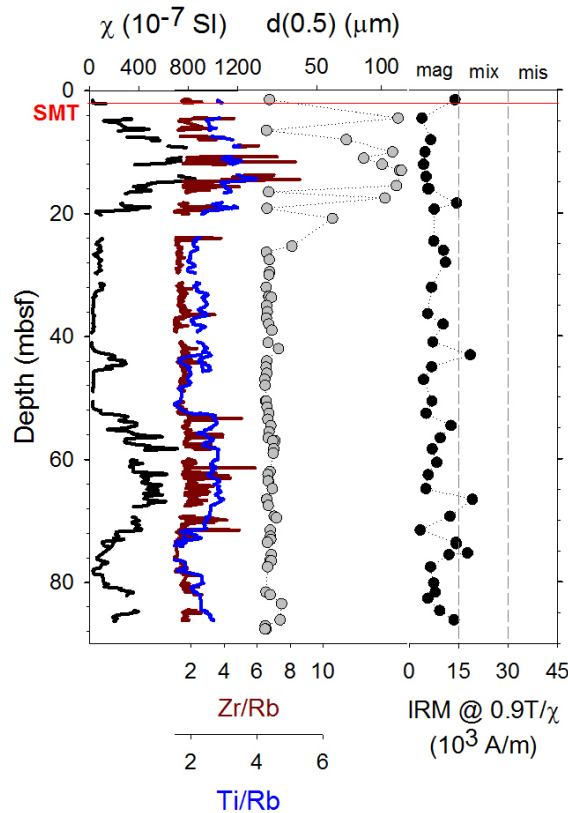 χ (10-7 SI) d(0.5) (μm)
0 400 800 1200 50 100 mag mix mis
0
SMT
20
40
60
80
Depth (mbsf)
2 4 6 8 10 0 15 30 45
Zr/Rb
IRM @ 0.9T/χ
(10³ A/m)
2 4 6
Ti/Rb